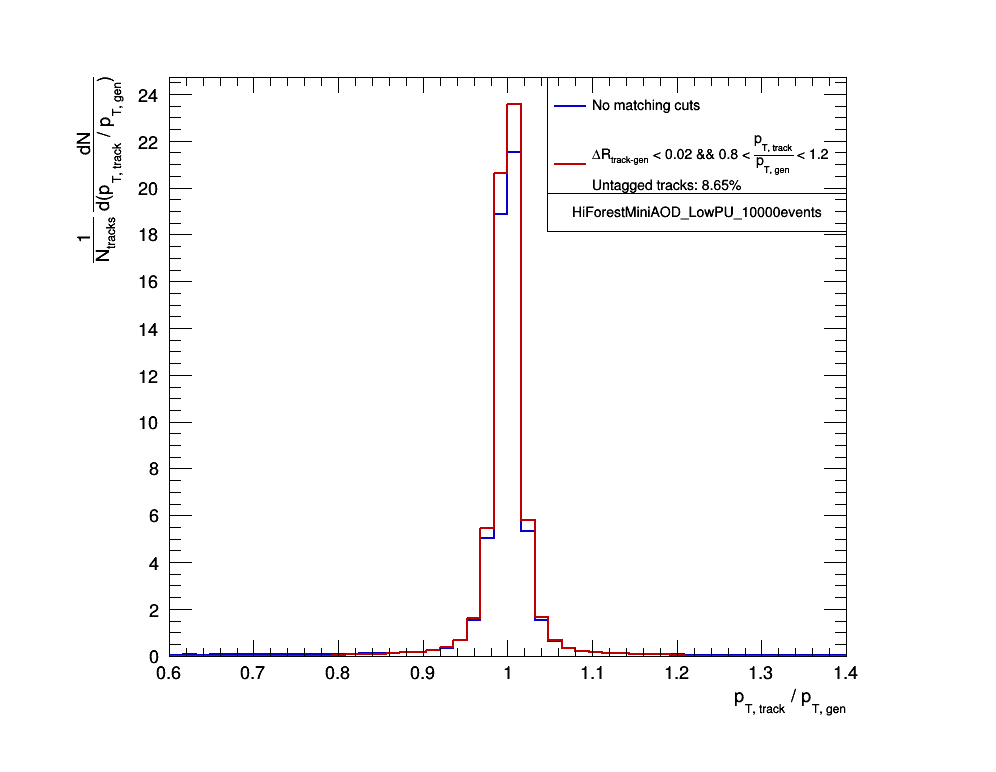 1 dN
N_tracks d(p_T, track / p_T, gen)
24
22
20
18
16
14
12
10
8
6
4
2
0
No matching cuts
ΔR_track-gen < 0.02 && 0.8 < p_T, track / p_T, gen < 1.2
Untagged tracks: 8.65%
HiForestMiniAOD_LowPU_10000events
0.6 0.7 0.8 0.9 1 1.1 1.2 1.3 1.4
p_T, track / p_T, gen